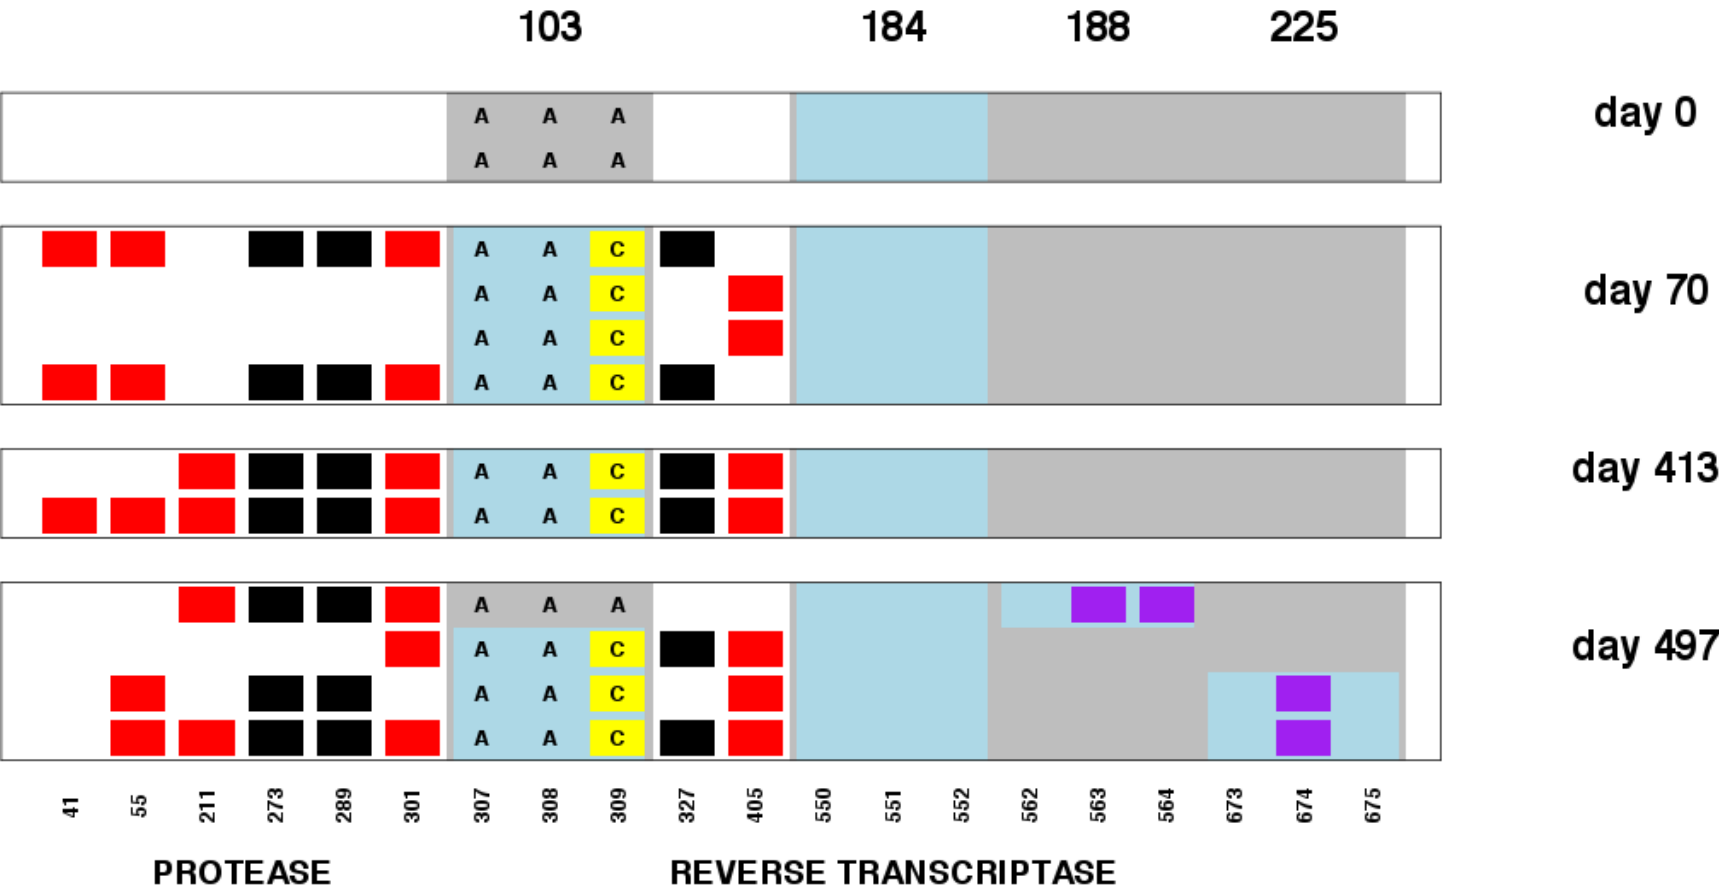 103 184 188 225
A A A day 0
A A A
A A C
A A C day 70
A A C
A A C
A A C day 413
A A C
A A A
A A C day 497
A A C
A A C
41 55 211 273 289 301 307 308 309 327 405 550 551 552 562 563 564 673 674 675
PROTEASE REVERSE TRANSCRIPTASE